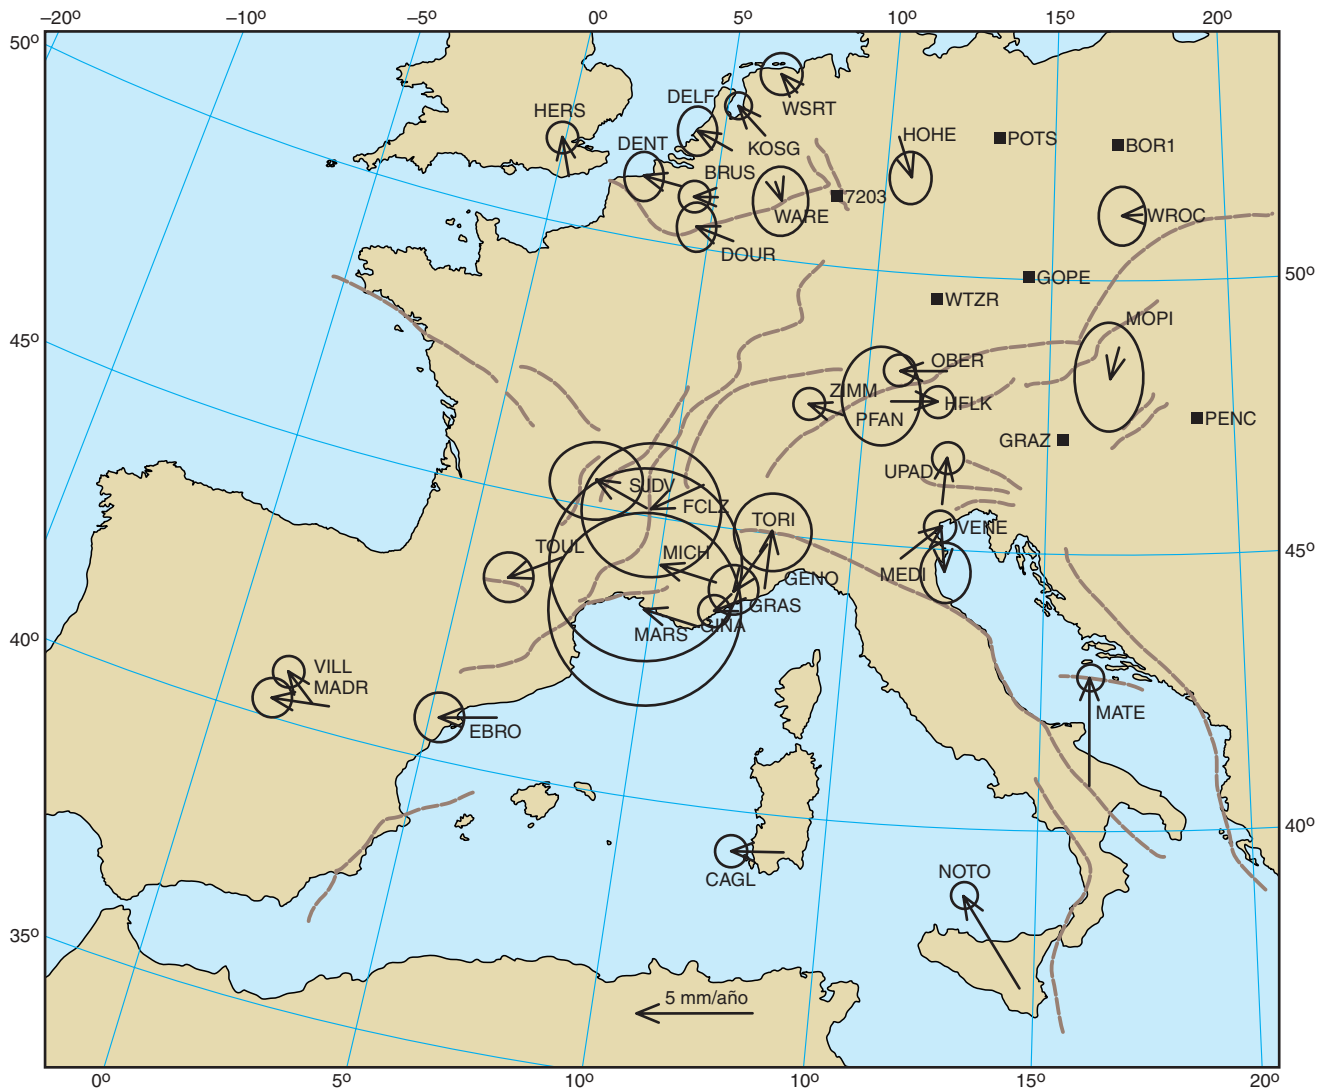 –20º –10º –5º 0º 5º 10º 15º 20º
50º
WSRT
DELF
HERS
KOSG
HOHE
POTS
BOR1
DENT
BRUS
7203
WARE
WROC
DOUR
50º
GOPE
WTZR
MOPI
45º
OBER
ZIMM
HFLK
PFAN
PENC
GRAZ
UPAD
SJDV
FCLZ
TORI
VENE
TOUL
MICH
45º
MEDI
GENO
GRAS
GINA
MARS
40º
VILL
MADR
MATE
EBRO
40º
NOTO
CAGL
35º
5 mm/año
0º 5º 10º 10º 15º 20º